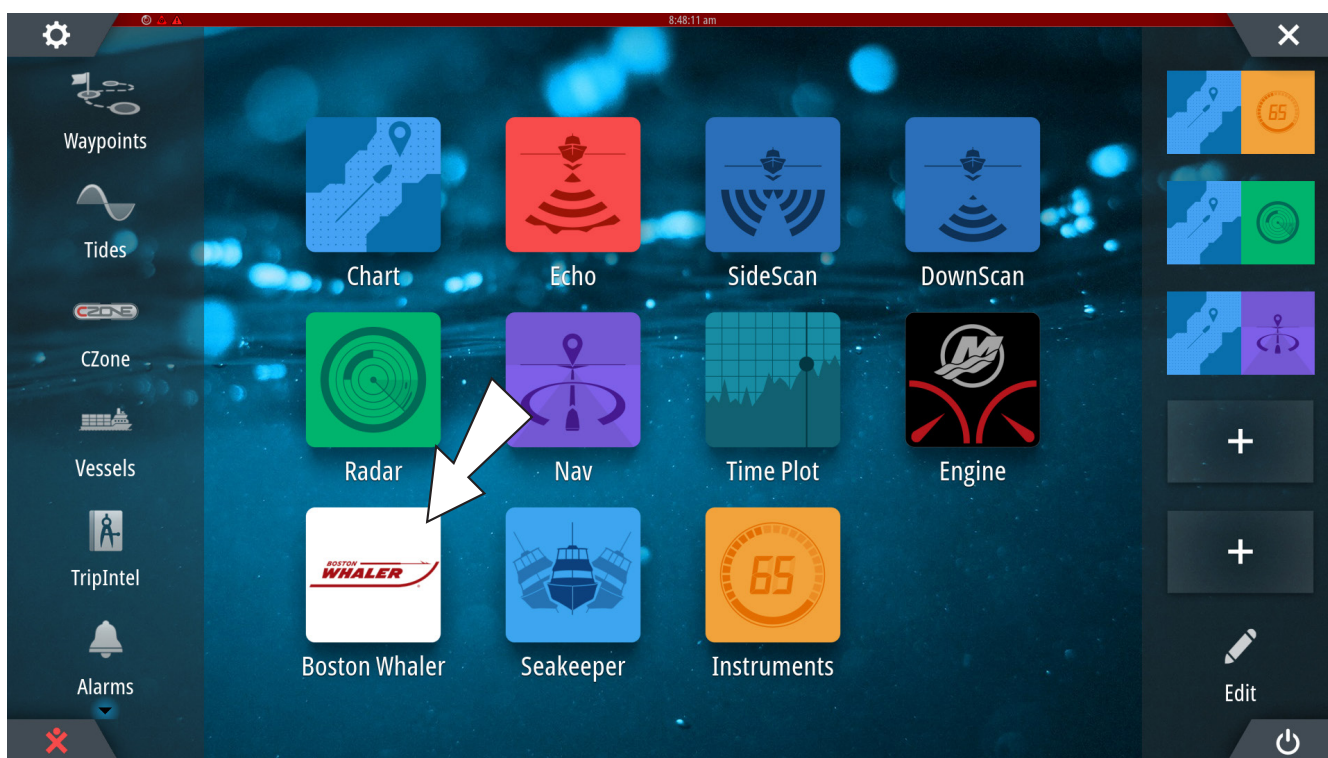 8:48:11 am
Waypoints
Tides
CZONE
CZone
Vessels
TripIntel
Alarms
Chart
Echo
SideScan
DownScan
Radar
Nav
Time Plot
Engine
BOSTON
WHALER
Boston Whaler
Seakeeper
65
Instruments
65
Edit